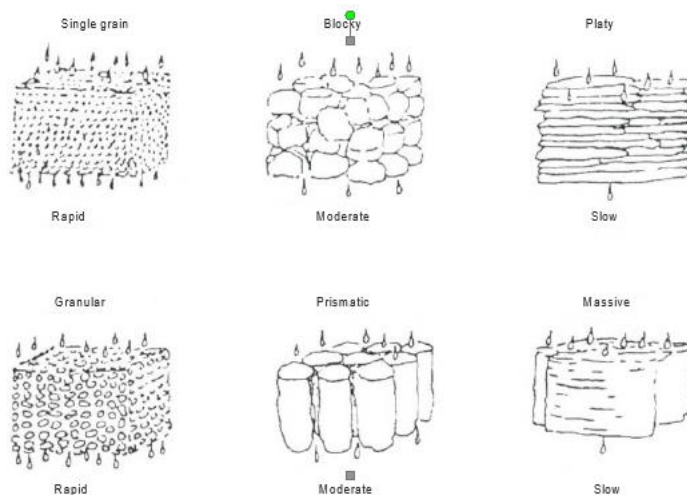 Single grain
Blocky
Platy
Rapid
Moderate
Slow
Granular
Prismatic
Massive
Rapid
Moderate
Slow